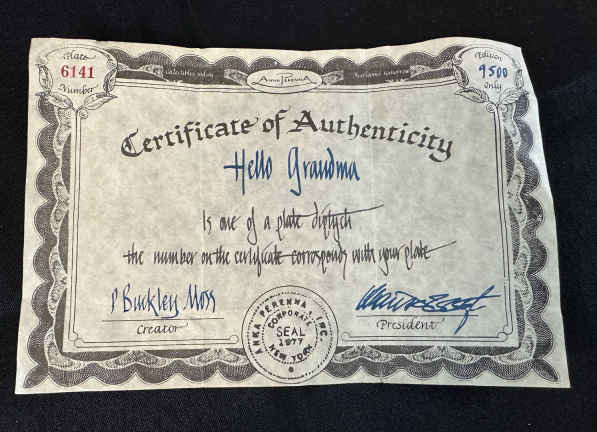 Plate
6141
Number
Edition
9500
only
Anna Perenna
Certificate of Authenticity
Hello Grandma
Is one of a plate diptych
the number on the certificate corrosponds with your plate
P Buckley Moss
Creator
ANNA PERENNA INC.
CORPORATE
SEAL
1977
NEW YORK
President